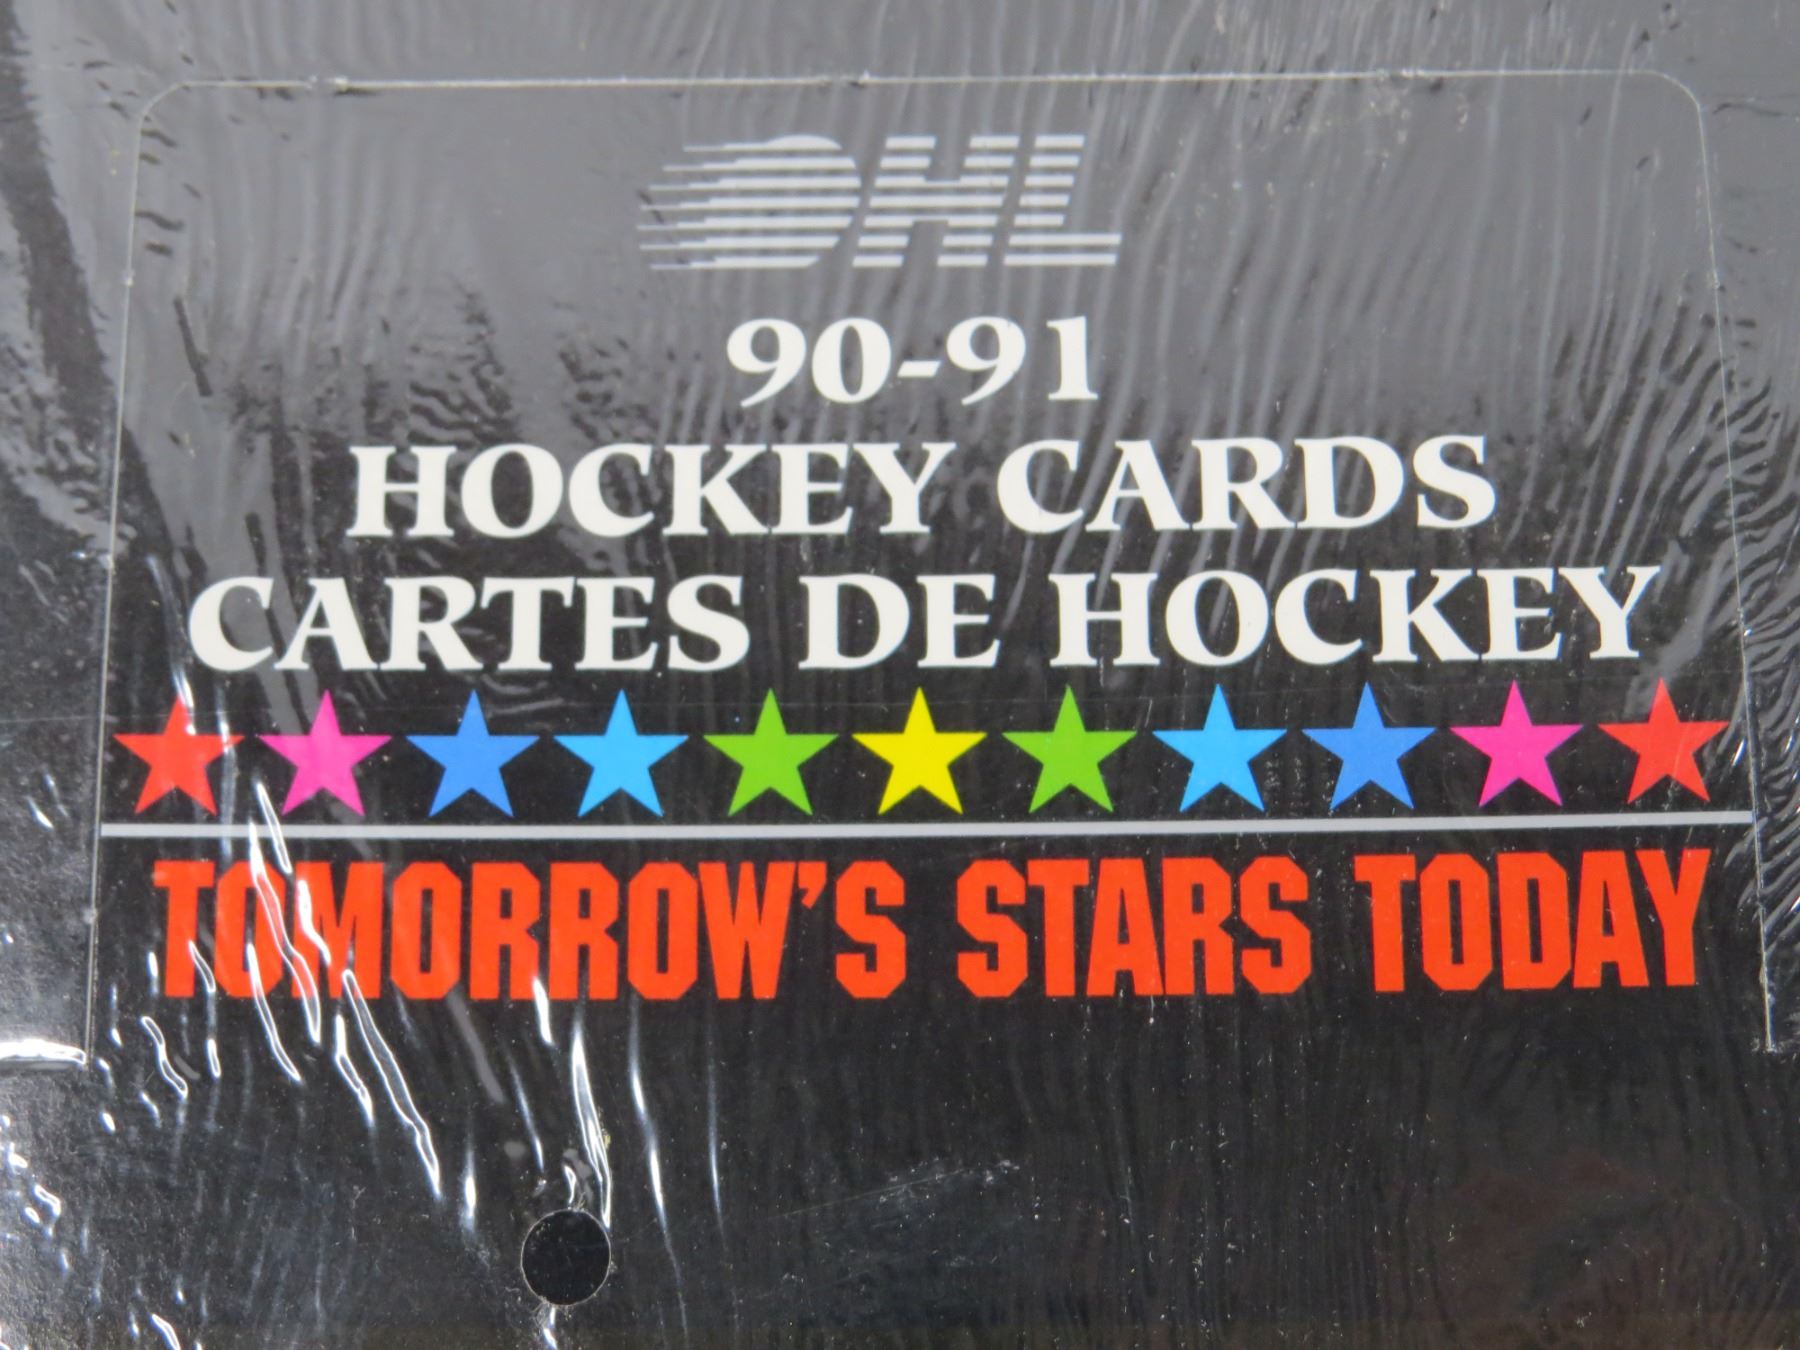 OHL
90-91
HOCKEY CARDS
CARTES DE HOCKEY
TOMORROW'S STARS TODAY